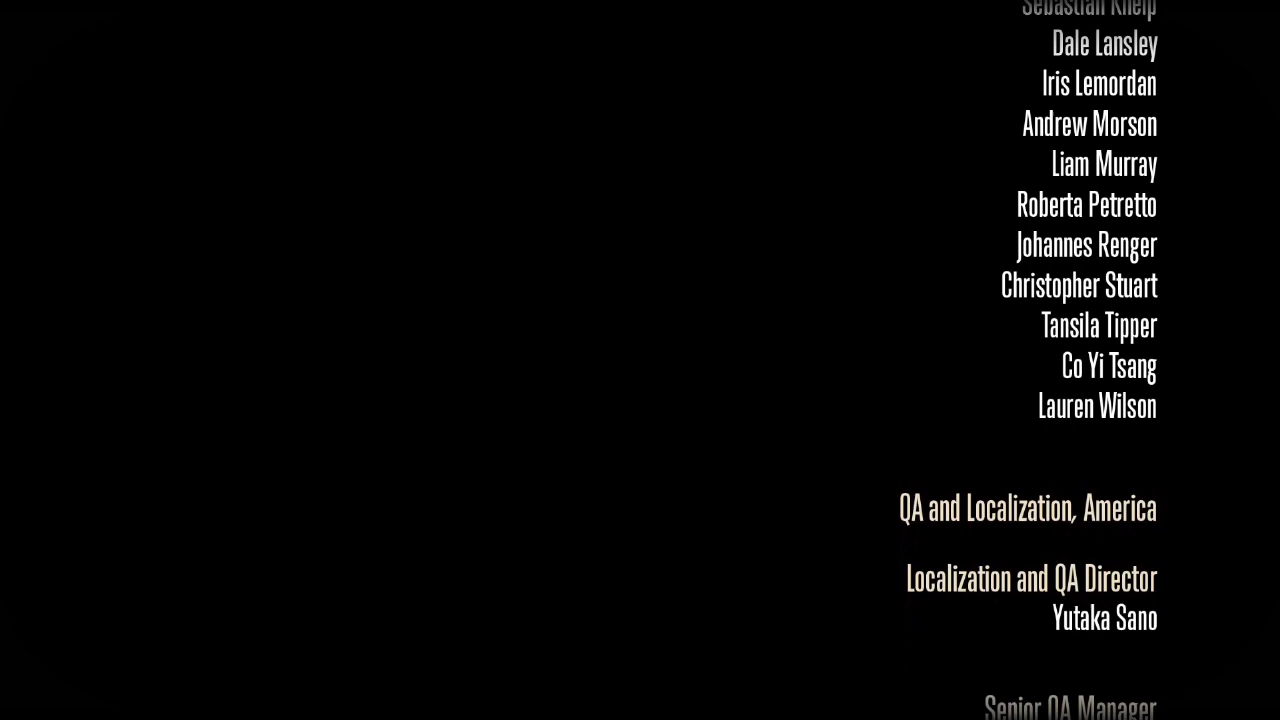 Sebastian Kneip
Dale Lansley
Iris Lemordan
Andrew Morson
Liam Murray
Roberta Petretto
Johannes Renger
Christopher Stuart
Tansila Tipper
Co Yi Tsang
Lauren Wilson
QA and Localization, America
Localization and QA Director
Yutaka Sano
Senior QA Manager